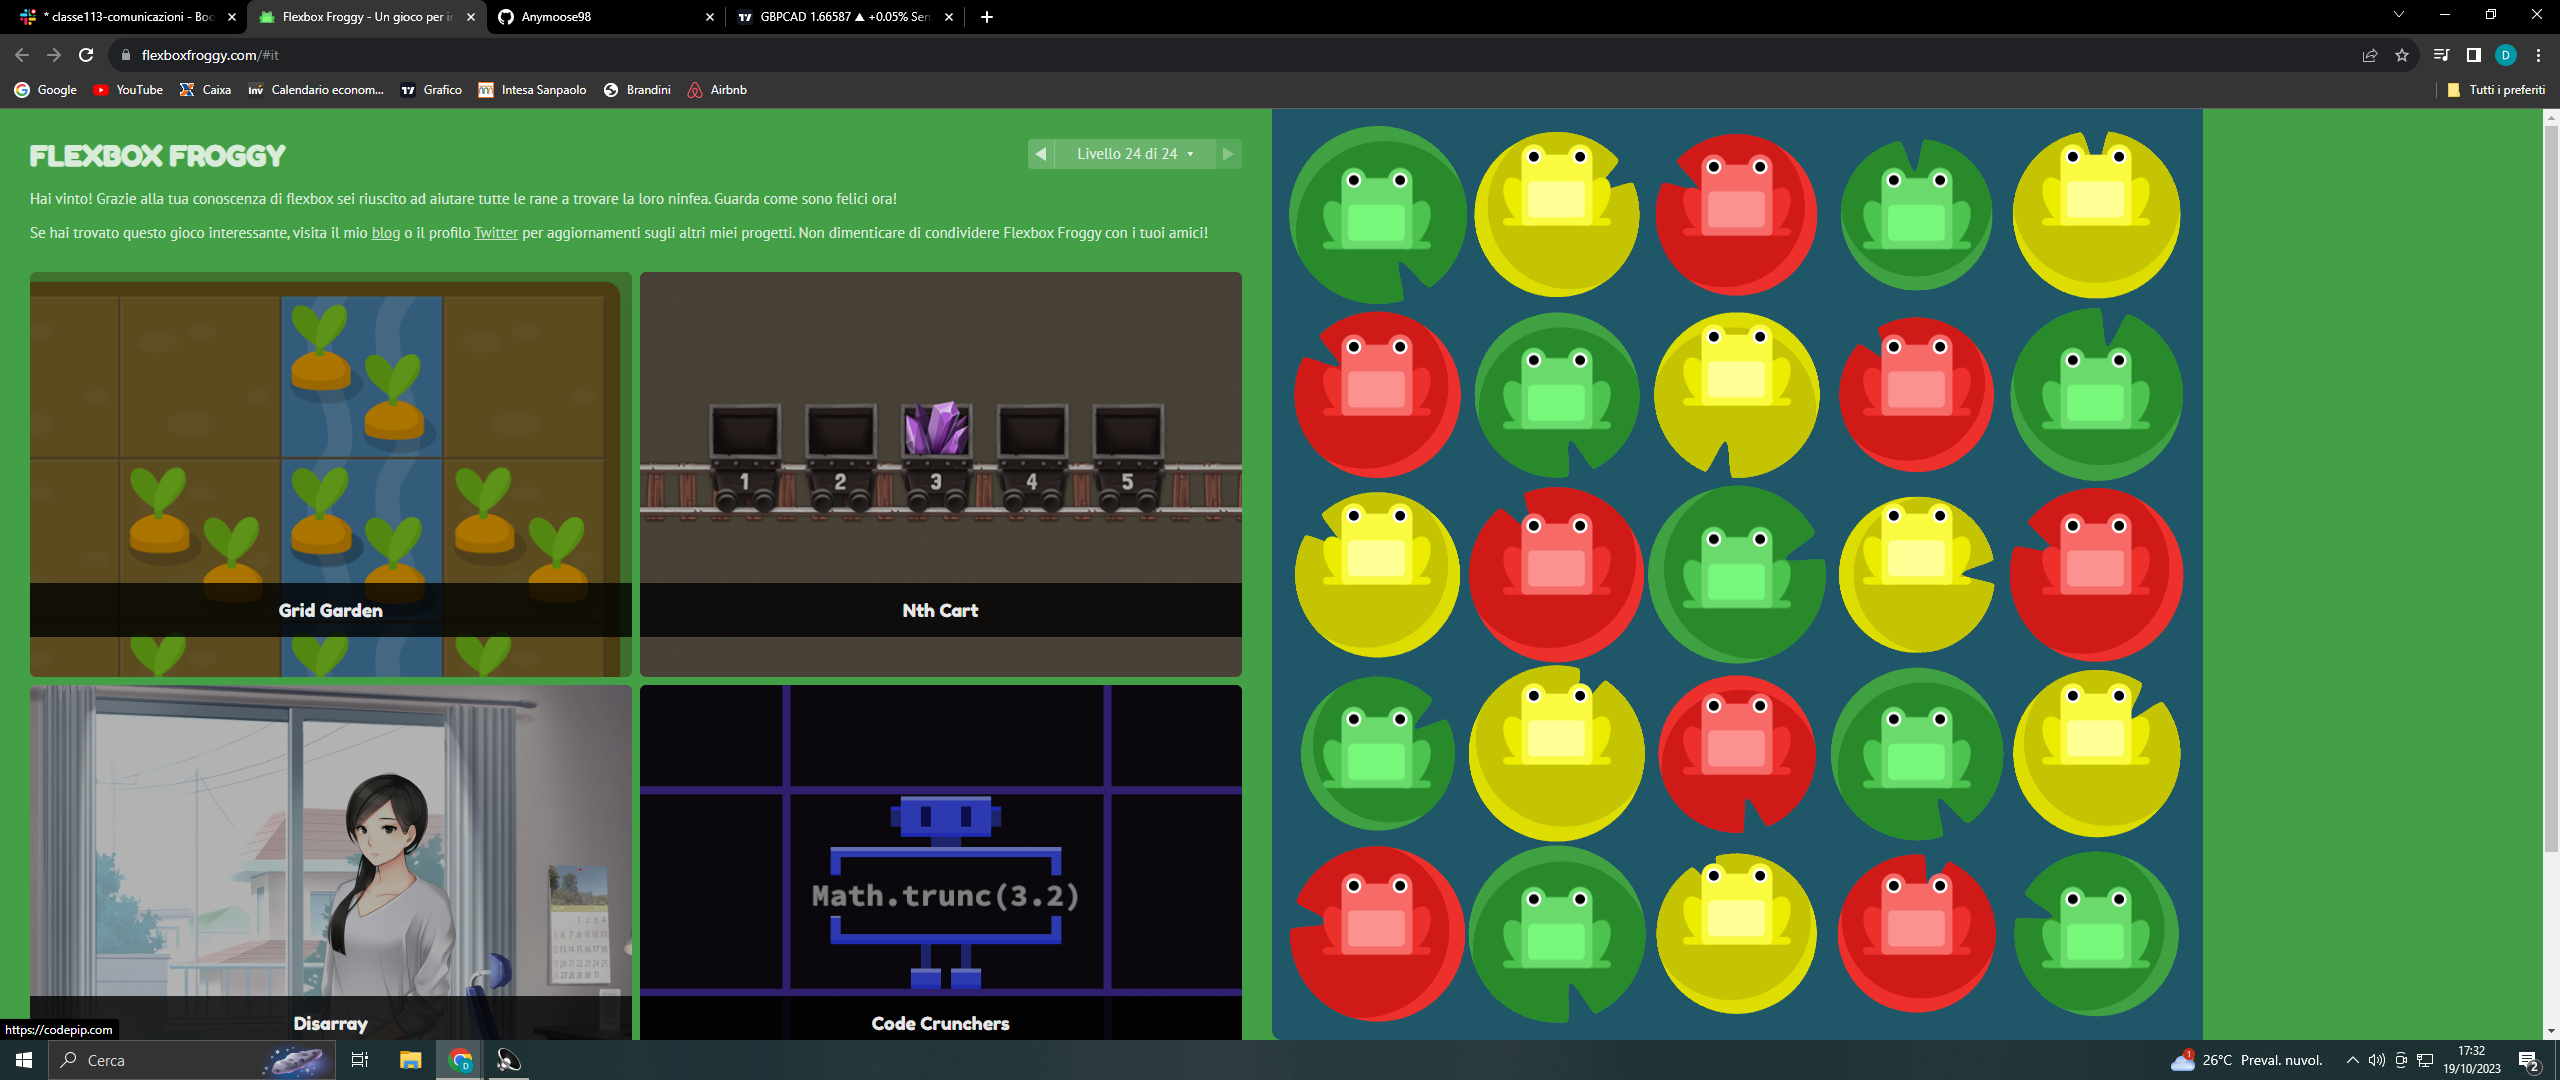 * classe113-comunicazioni - Boo
Flexbox Froggy - Un gioco per in
Anymoose98
GBPCAD 1.66587 ▲ +0.05% Sen
flexboxfroggy.com/#it
Google
YouTube
Caixa
Calendario econom...
Grafico
Intesa Sanpaolo
Brandini
Airbnb
Tutti i preferiti
FLEXBOX FROGGY
Livello 24 di 24
Hai vinto! Grazie alla tua conoscenza di flexbox sei riuscito ad aiutare tutte le rane a trovare la loro ninfea. Guarda come sono felici ora!
Se hai trovato questo gioco interessante, visita il mio blog o il profilo Twitter per aggiornamenti sugli altri miei progetti. Non dimenticare di condividere Flexbox Froggy con i tuoi amici!
1 2 3 4 5
Grid Garden
Nth Cart
Math.trunc(3.2)
Disarray
Code Crunchers
https://codepip.com
Cerca
1
26°C Preval. nuvol.
17:32
19/10/2023
2